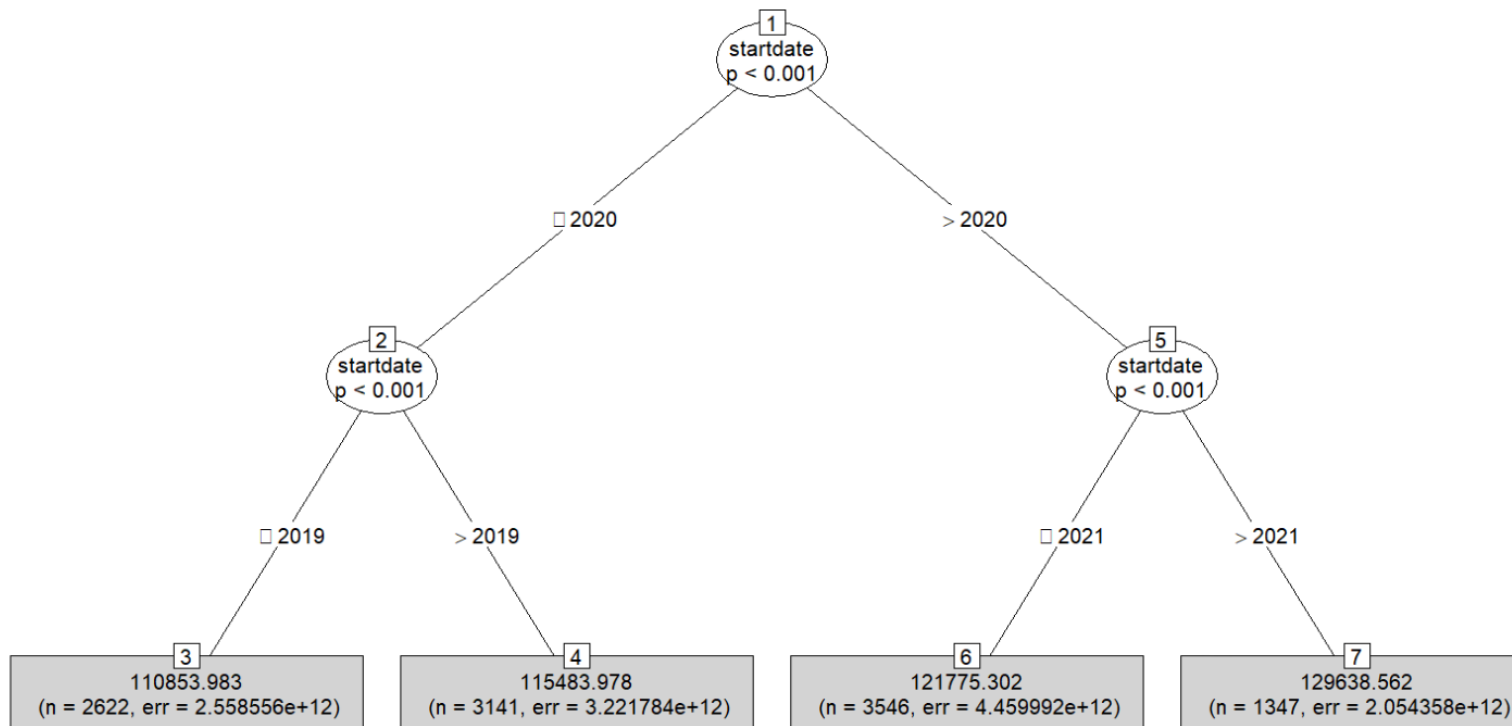 1
startdate
p < 0.001
□ 2020
> 2020
2
startdate
p < 0.001
5
startdate
p < 0.001
□ 2019
> 2019
□ 2021
> 2021
3
110853.983
(n = 2622, err = 2.558556e+12)
4
115483.978
(n = 3141, err = 3.221784e+12)
6
121775.302
(n = 3546, err = 4.459992e+12)
7
129638.562
(n = 1347, err = 2.054358e+12)